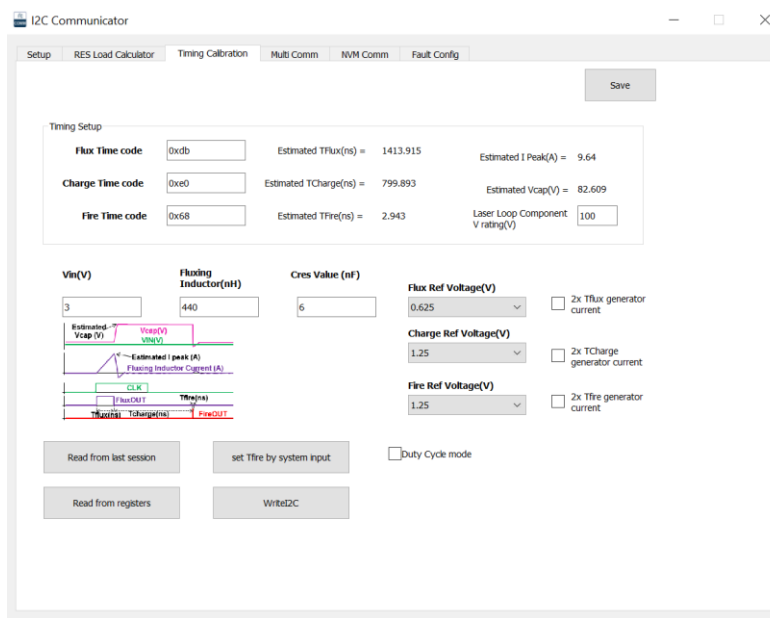 I2C Communicator
Setup RES Load Calculator Timing Calibration Multi Comm NVM Comm Fault Config
Save
Timing Setup
Flux Time code 0xdb Estimated TFlux(ns) = 1413.915 Estimated I Peak(A) = 9.64
Charge Time code 0xe0 Estimated TCharge(ns) = 799.893 Estimated Vcap(V) = 82.609
Fire Time code 0x68 Estimated TFire(ns) = 2.943 Laser Loop Component
V rating(V) 100
Vin(V) Fluxing
Inductor(nH) Cres Value (nF)
3 440 6
Flux Ref Voltage(V)
0.625 2x Tflux generator
current
Charge Ref Voltage(V)
1.25 2x TCharge
generator current
Fire Ref Voltage(V)
1.25 2x Tfire generator
current
Estimated
Vcap (V) Vcap(V)
VIN(V)
Estimated I peak (A)
Fluxing Inductor Current (A)
CLK
FluxOUT Tfire(ns)
Tflux(ns) Tcharge(ns) FireOUT
Read from last session set Tfire by system input Duty Cycle mode
Read from registers WriteI2C